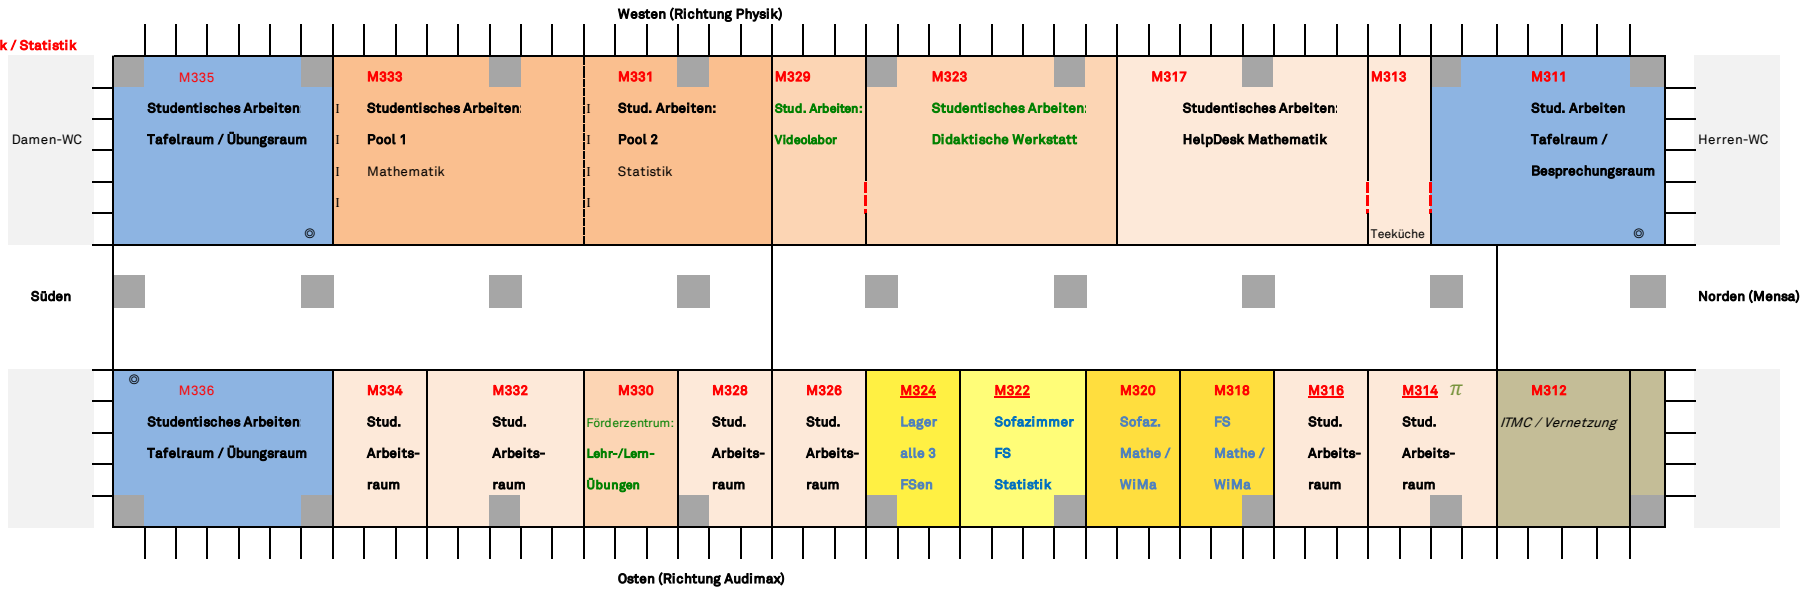 Westen (Richtung Physik)
k / Statistik
M335
M333
M331
M329
M323
M317
M313
M311
Studentisches Arbeiten:
I
Studentisches Arbeiten:
I
Stud. Arbeiten:
Stud. Arbeiten:
Studentisches Arbeiten:
Studentisches Arbeiten:
Stud. Arbeiten
Damen-WC
Tafelraum / Übungsraum
I
Pool 1
I
Pool 2
Videolabor
Didaktische Werkstatt
HelpDesk Mathematik
Tafelraum /
Herren-WC
I
Mathematik
I
Statistik
Besprechungsraum
I
I
◎
Teeküche
◎
Süden
Norden (Mensa)
◎
M336
M334
M332
M330
M328
M326
M324
M322
M320
M318
M316
M314
π
M312
Studentisches Arbeiten
Stud.
Stud.
Förderzentrum:
Stud.
Stud.
Lager
Sofazimmer
Sofaz.
FS
Stud.
Stud.
ITMC / Vernetzung
Tafelraum / Übungsraum
Arbeits-
Arbeits-
Lehr-/Lern-
Arbeits-
Arbeits-
alle 3
FS
Mathe /
Mathe /
Arbeits-
Arbeits-
raum
raum
Übungen
raum
raum
FSen
Statistik
WiMa
WiMa
raum
raum
Osten (Richtung Audimax)